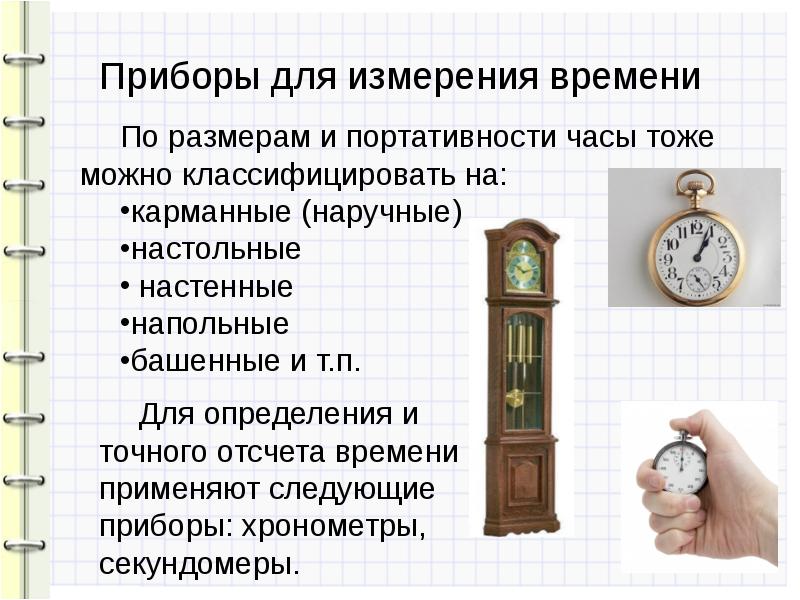 Приборы для измерения времени
По размерам и портативности часы тоже
можно классифицировать на:
•карманные (наручные)
•настольные
• настенные
•напольные
•башенные и т.п.
Для определения и
точного отсчета времени
применяют следующие
приборы: хронометры,
секундомеры.